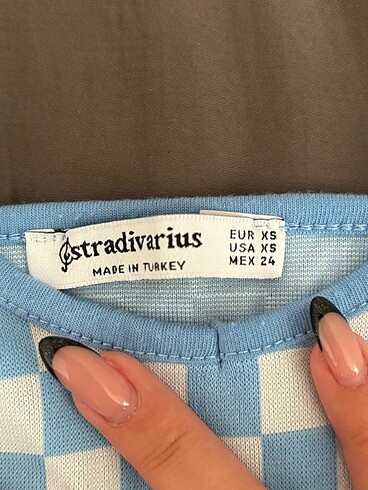 stradivarius
MADE IN TURKEY
EUR XS
USA XS
MEX 24